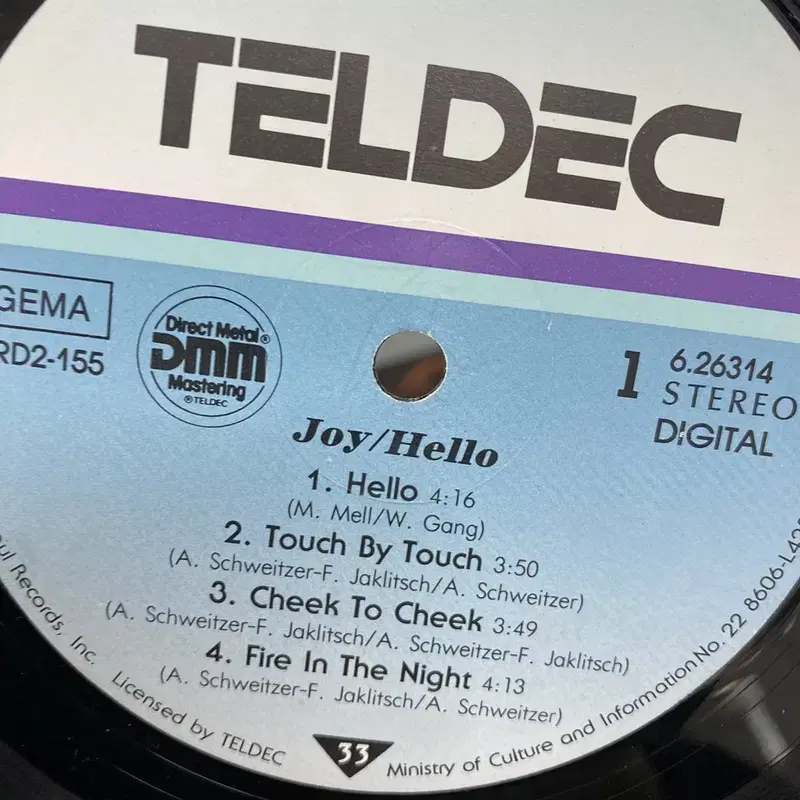 TELDEC
GEMA
RD2-155
Direct Metal®
DMM
Mastering
® TELDEC
1
6.26314
STEREO
DIGITAL
Joy/Hello
1. Hello 4:16
(M. Mell/W. Gang)
2. Touch By Touch 3:50
(A. Schweitzer-F. Jaklitsch/A. Schweitzer)
3. Cheek To Cheek 3:49
(A. Schweitzer-F. Jaklitsch/A. Schweitzer-F. Jaklitsch)
4. Fire In The Night 4:13
(A. Schweitzer-F. Jaklitsch/A. Schweitzer)
Records, Inc. Licensed by TELDEC
33
Ministry of Culture and Information No. 22 8606-L42